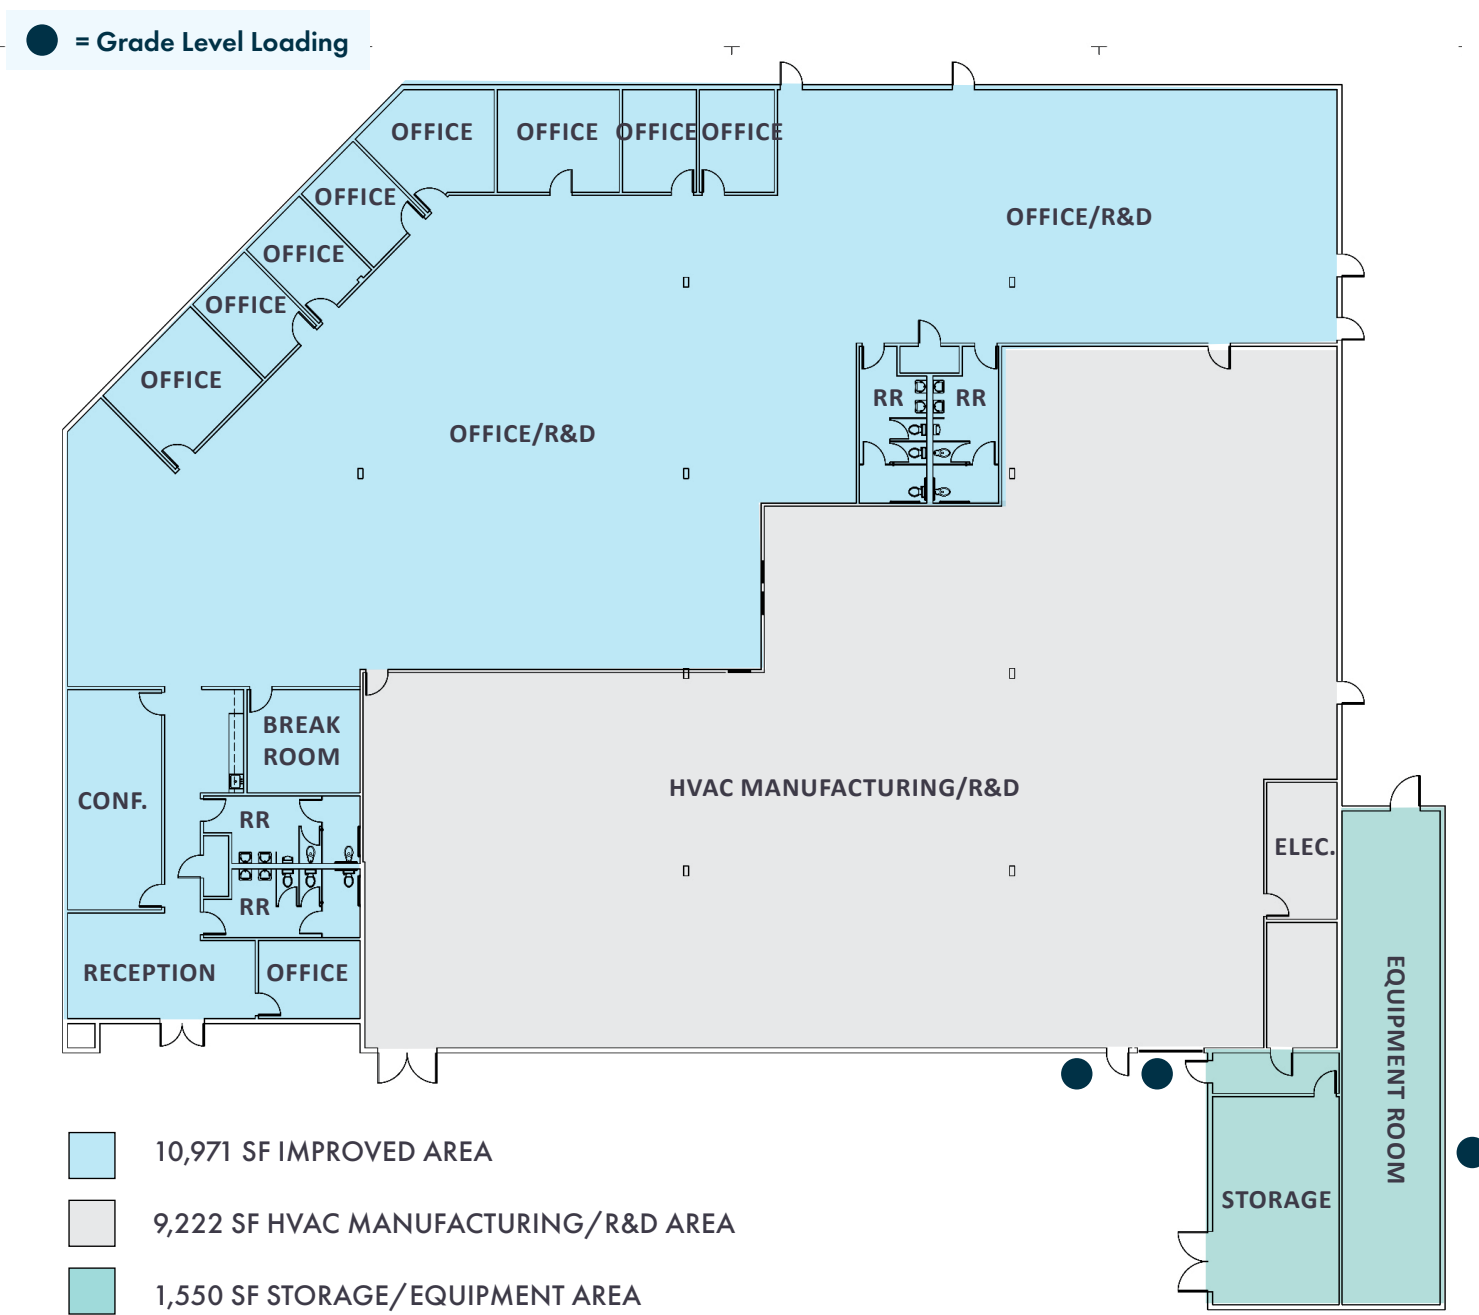 = Grade Level Loading
OFFICE
OFFICE
OFFICE
OFFICE
OFFICE
OFFICE
OFFICE
OFFICE
OFFICE/R&D
OFFICE/R&D
RR
RR
BREAK
ROOM
CONF.
RR
RR
RECEPTION
OFFICE
HVAC MANUFACTURING/R&D
ELEC.
EQUIPMENT ROOM
STORAGE
10,971 SF IMPROVED AREA
9,222 SF HVAC MANUFACTURING/R&D AREA
1,550 SF STORAGE/EQUIPMENT AREA